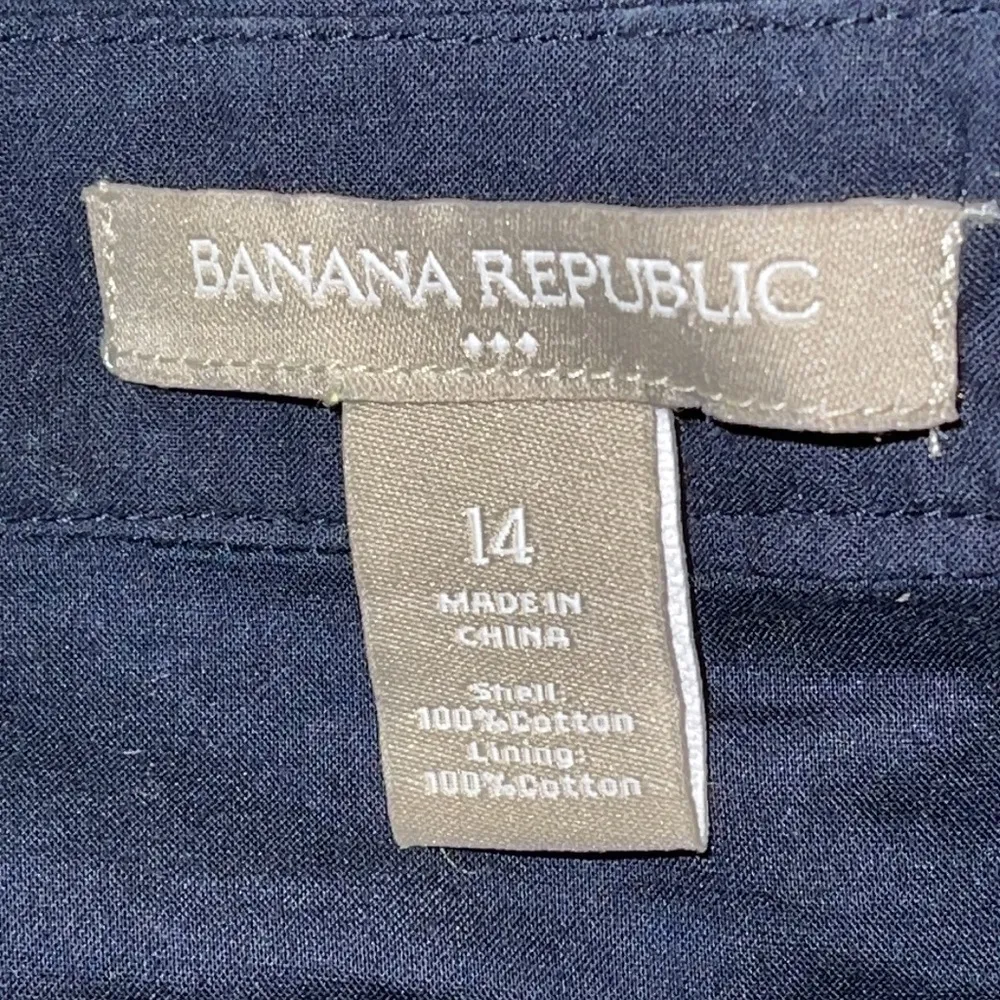 BANANA REPUBLIC
14
MADE IN
CHINA
Shell:
100% Cotton
Lining:
100% Cotton